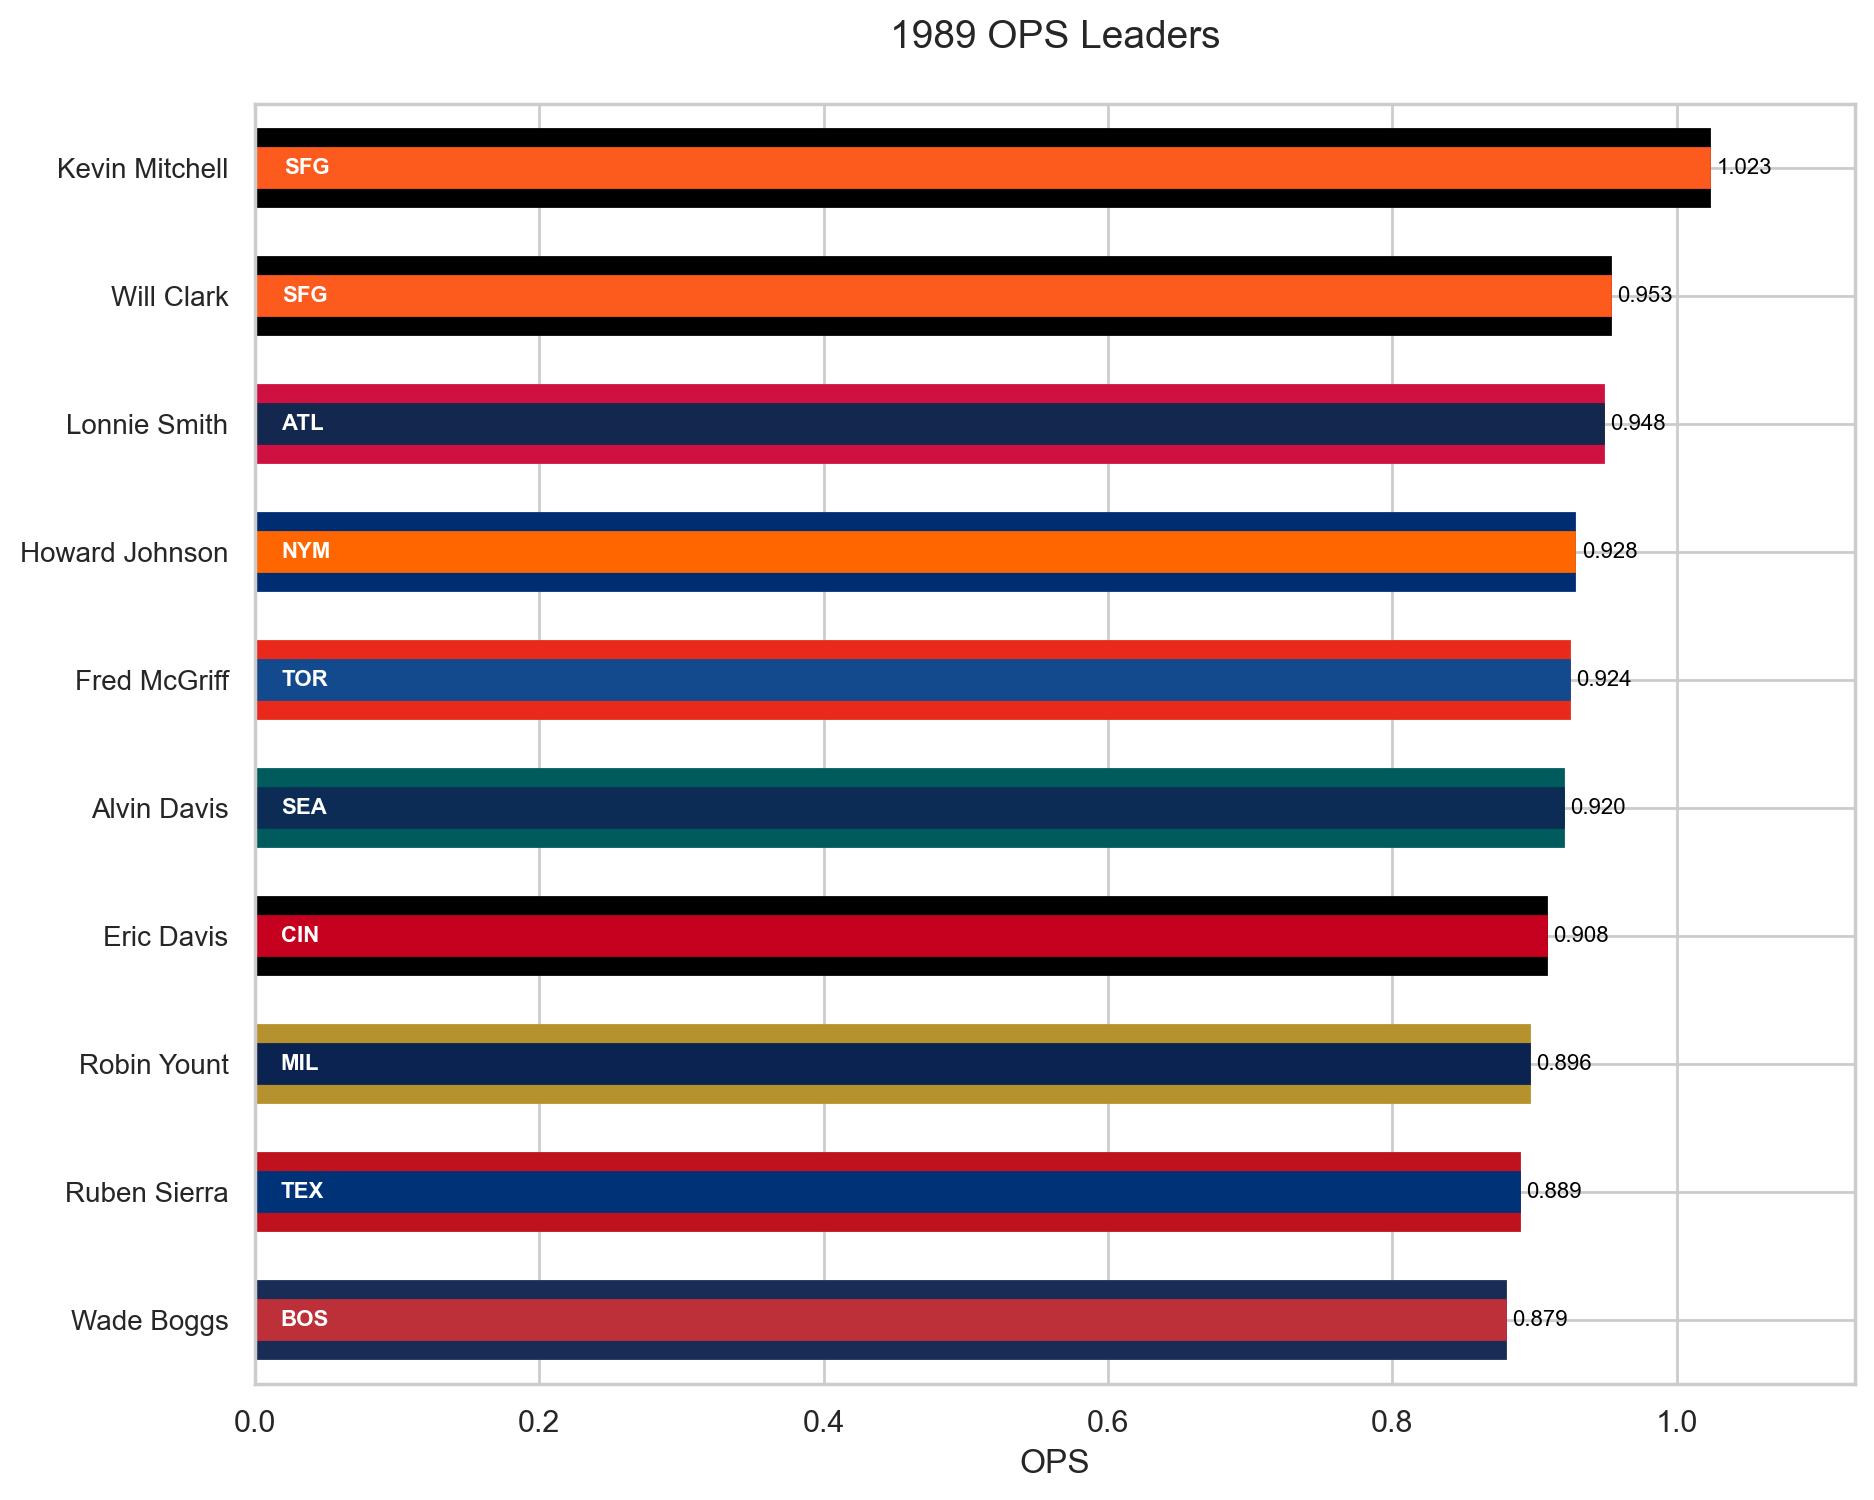 1989 OPS Leaders
Kevin Mitchell SFG 1.023
Will Clark SFG 0.953
Lonnie Smith ATL 0.948
Howard Johnson NYM 0.928
Fred McGriff TOR 0.924
Alvin Davis SEA 0.920
Eric Davis CIN 0.908
Robin Yount MIL 0.896
Ruben Sierra TEX 0.889
Wade Boggs BOS 0.879
0.0 0.2 0.4 0.6 0.8 1.0
OPS